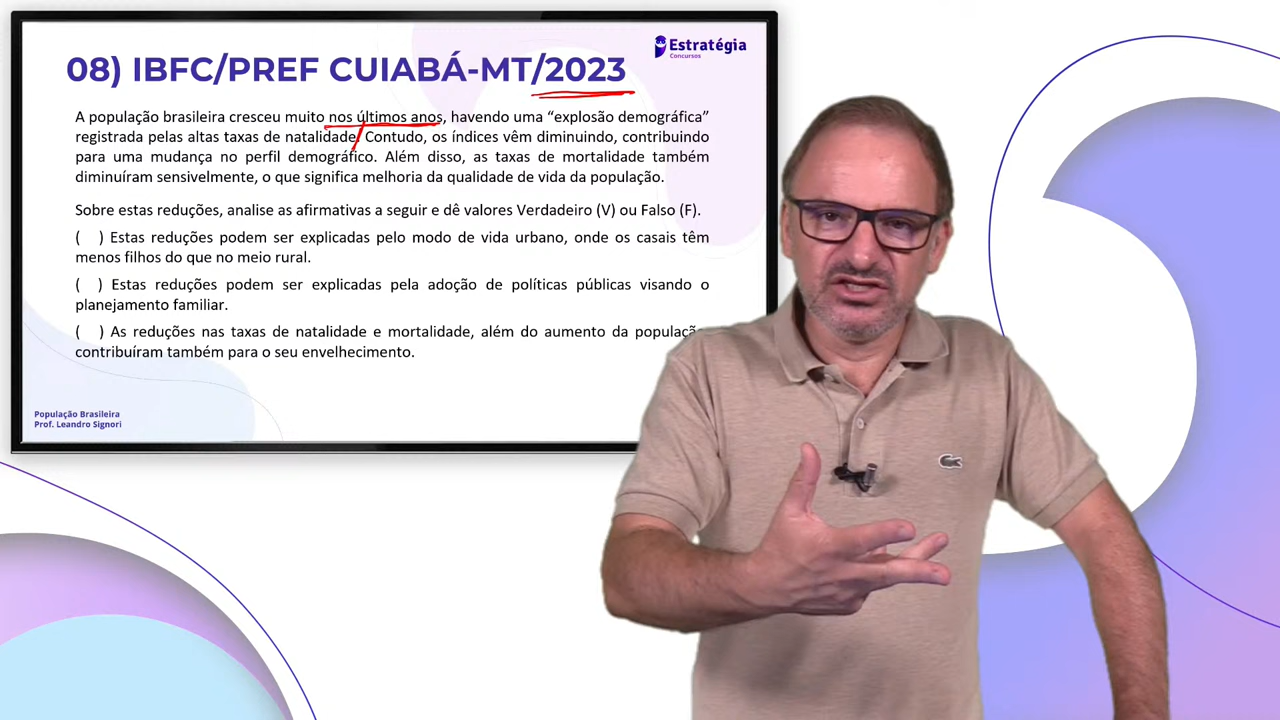 Estratégia
Concursos
08) IBFC/PREF CUIABÁ-MT/2023
A população brasileira cresceu muito nos últimos anos, havendo uma “explosão demográfica”
registrada pelas altas taxas de natalidade. Contudo, os índices vêm diminuindo, contribuindo
para uma mudança no perfil demográfico. Além disso, as taxas de mortalidade também
diminuíram sensivelmente, o que significa melhoria da qualidade de vida da população.
Sobre estas reduções, analise as afirmativas a seguir e dê valores Verdadeiro (V) ou Falso (F).
( ) Estas reduções podem ser explicadas pelo modo de vida urbano, onde os casais têm
menos filhos do que no meio rural.
( ) Estas reduções podem ser explicadas pela adoção de políticas públicas visando o
planejamento familiar.
( ) As reduções nas taxas de natalidade e mortalidade, além do aumento da
contribuíram também para o seu envelhecimento.
População Brasileira
Prof. Leandro Signori